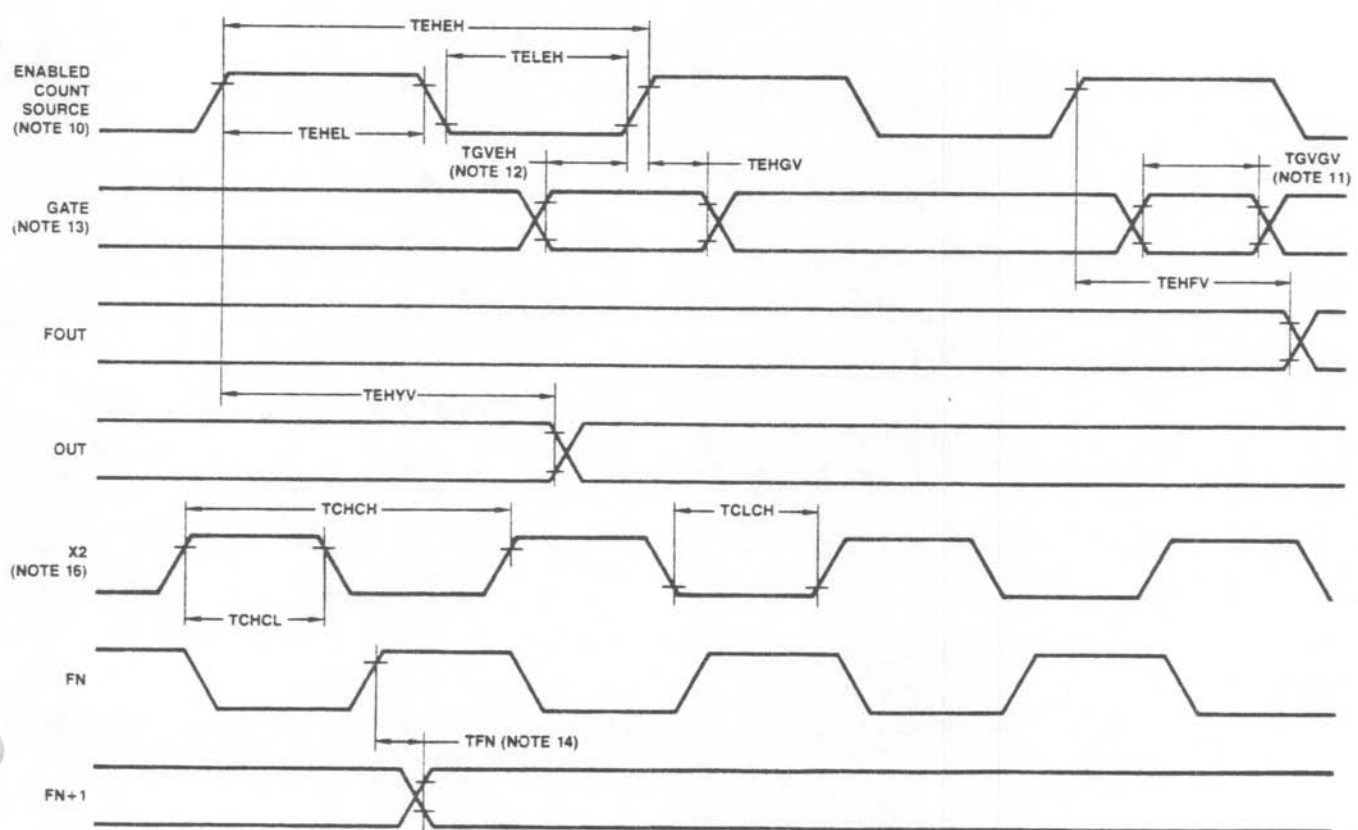 TEHEH
TELEH
ENABLED
COUNT
SOURCE
(NOTE 10)
TEHEL
TGVEH
(NOTE 12)
TEHGV
TGVGV
(NOTE 11)
GATE
(NOTE 13)
TEHFV
FOUT
TEHYV
OUT
TCHCH
TCLCH
X2
(NOTE 16)
TCHCL
FN
TFN (NOTE 14)
FN+1